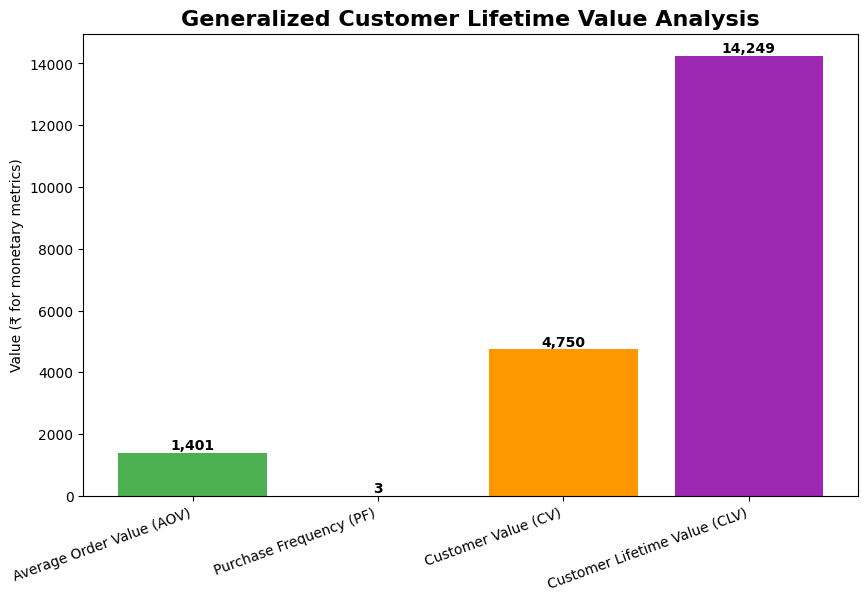 Generalized Customer Lifetime Value Analysis
Value (₹ for monetary metrics)
14000
12000
10000
8000
6000
4000
2000
0
1,401
3
4,750
14,249
Average Order Value (AOV)
Purchase Frequency (PF)
Customer Value (CV)
Customer Lifetime Value (CLV)